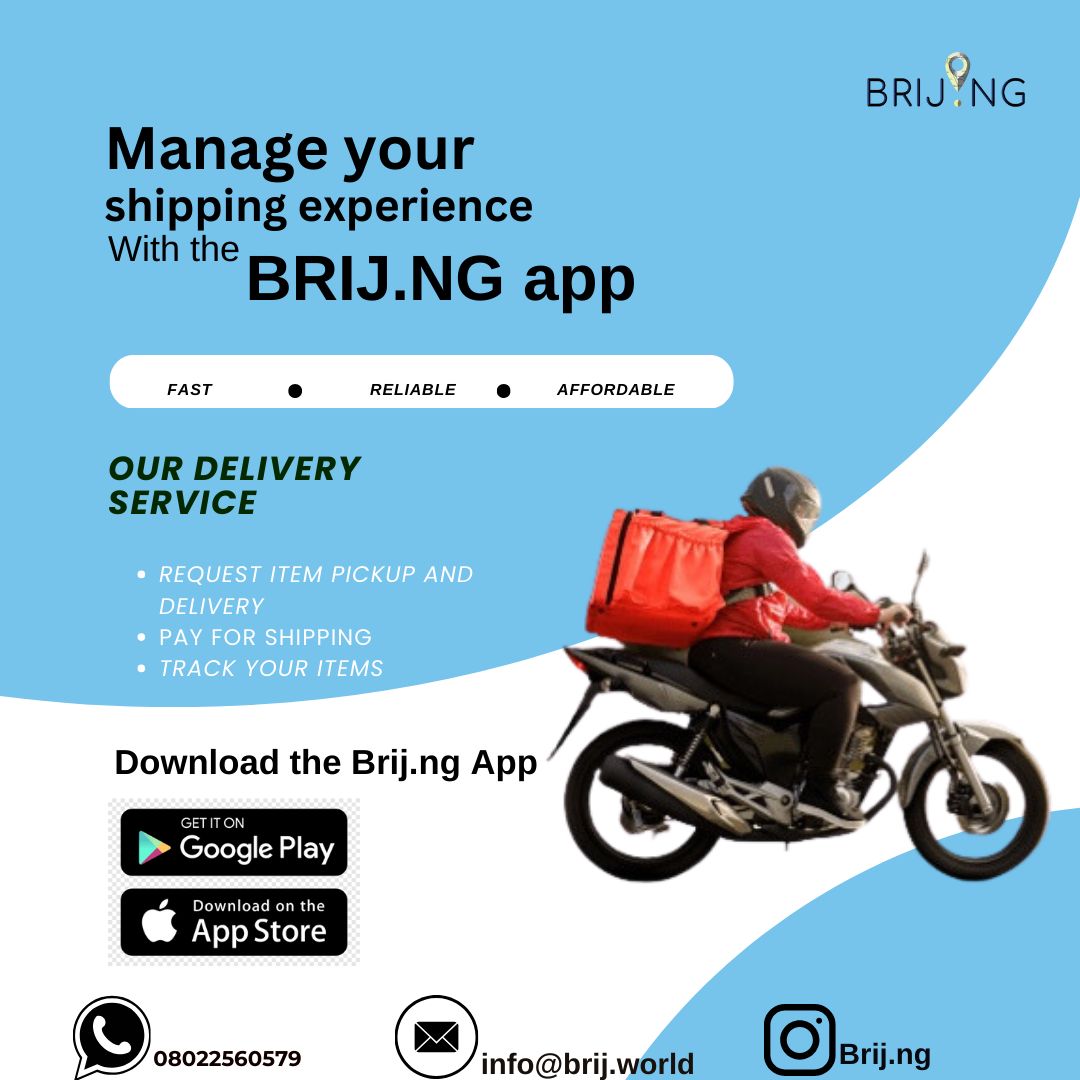 BRIJ.NG
Manage your
shipping experience
With the
BRIJ.NG app
FAST • RELIABLE • AFFORDABLE
OUR DELIVERY
SERVICE
• REQUEST ITEM PICKUP AND
DELIVERY
• PAY FOR SHIPPING
• TRACK YOUR ITEMS
Download the Brij.ng App
GET IT ON
Google Play
Download on the
App Store
08022560579
info@brij.world
Brij.ng